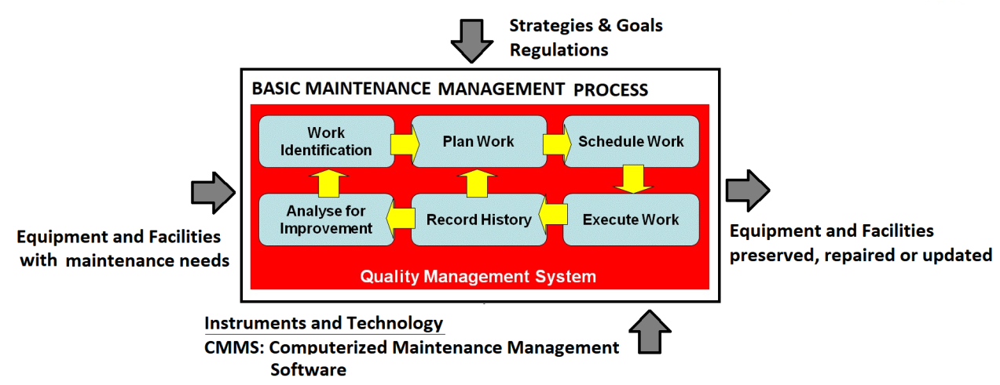 Strategies & Goals
Regulations
BASIC MAINTENANCE MANAGEMENT PROCESS
Work
Identification
Plan Work
Schedule Work
Analyse for
Improvement
Record History
Execute Work
Quality Management System
Equipment and Facilities
with maintenance needs
Equipment and Facilities
preserved, repaired or updated
Instruments and Technology
CMMS: Computerized Maintenance Management
Software